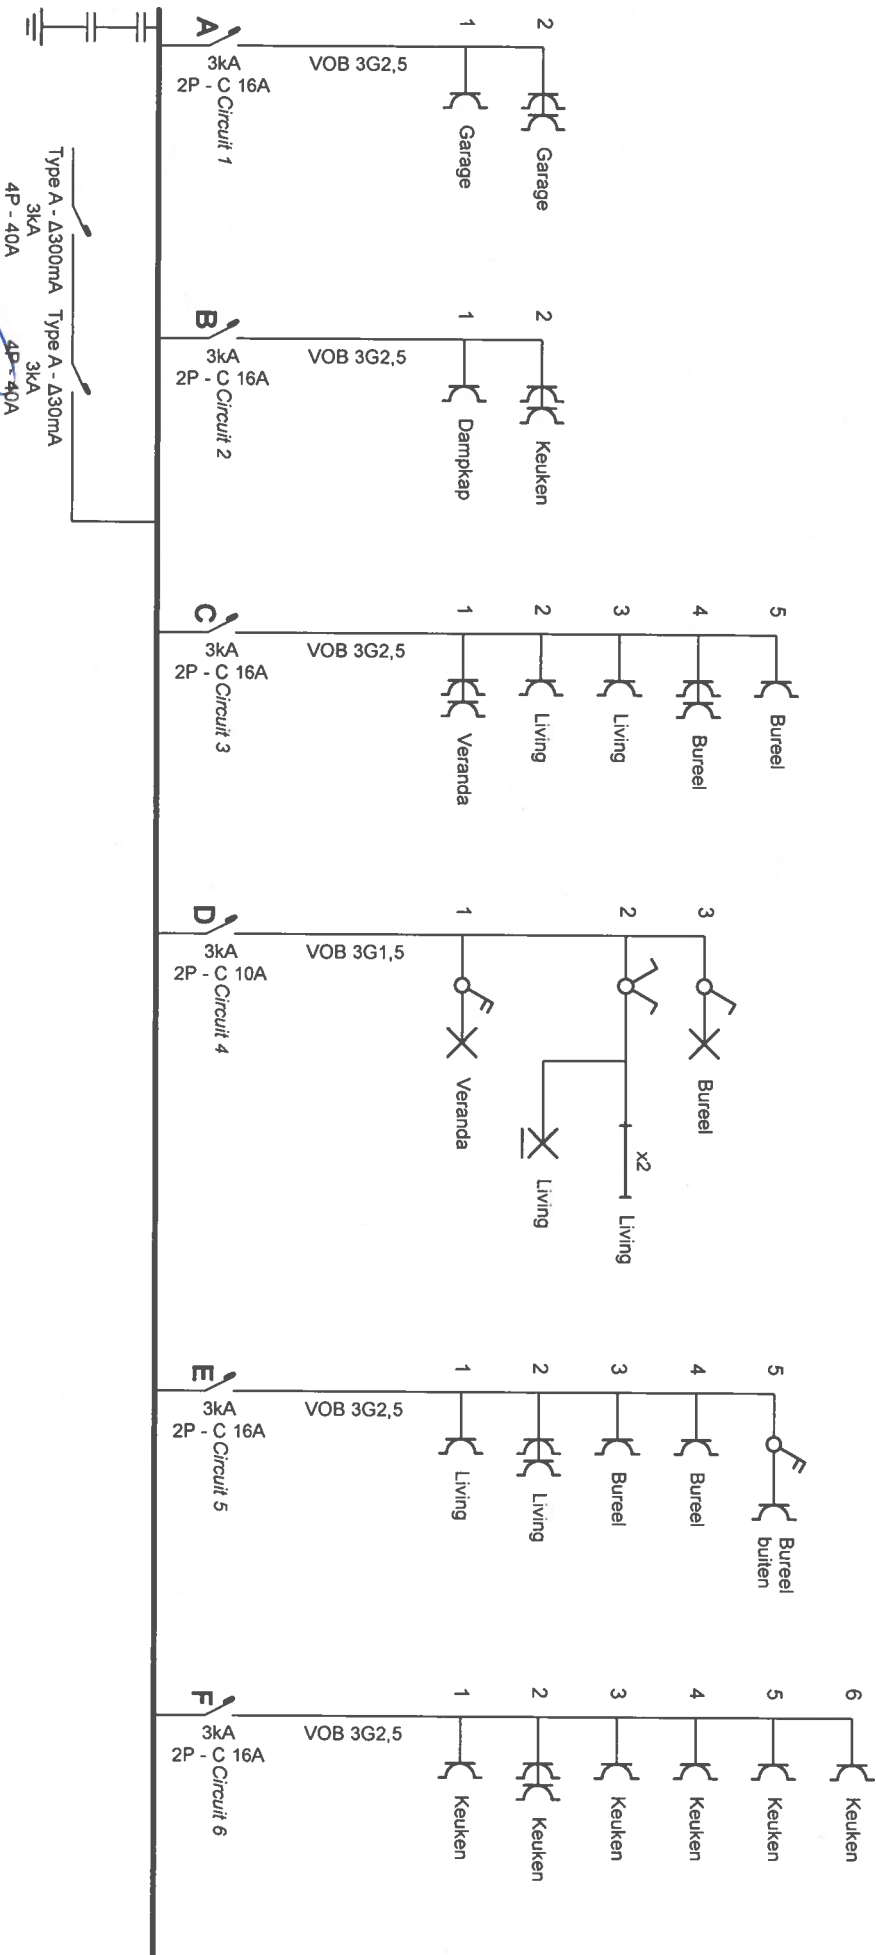 A
3kA
2P - C 16A
Circuit 1
VOB 3G2,5
1
Garage
2
Garage
Type A - Δ300mA
3kA
4P - 40A
Type A - Δ30mA
3kA
4P - 40A
B
3kA
2P - C 16A
Circuit 2
VOB 3G2,5
1
Dampkap
2
Keuken
C
3kA
2P - C 16A
Circuit 3
VOB 3G2,5
1
Veranda
2
Living
3
Living
4
Bureel
5
Bureel
D
3kA
2P - C 10A
Circuit 4
VOB 3G1,5
1
Veranda
2
x2
Living
Living
3
Bureel
E
3kA
2P - C 16A
Circuit 5
VOB 3G2,5
1
Living
2
Living
3
Bureel
4
Bureel
5
Bureel
buiten
F
3kA
2P - C 16A
Circuit 6
VOB 3G2,5
1
Keuken
2
Keuken
3
Keuken
4
Keuken
5
Keuken
6
Keuken